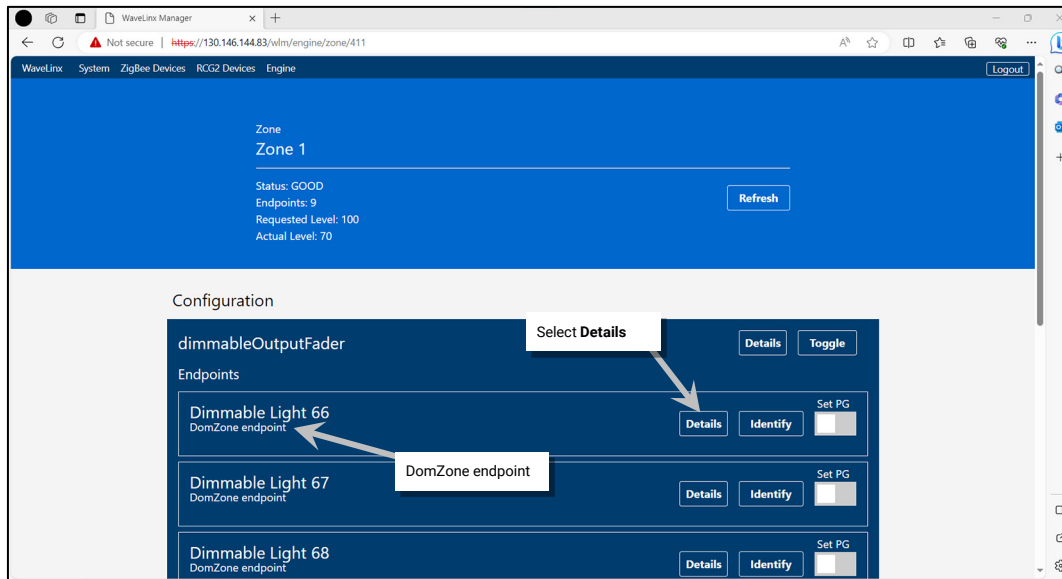 WaveLinx Manager
Not secure | https://130.146.144.83/wlm/engine/zone/411
WaveLinx System ZigBee Devices RCG2 Devices Engine Logout
Zone
Zone 1
Status: GOOD
Endpoints: 9
Requested Level: 100
Actual Level: 70
Refresh
Configuration
Select Details
dimmableOutputFader
Details Toggle
Endpoints
Dimmable Light 66
DomZone endpoint
Details Identify
Set PG
DomZone endpoint
Dimmable Light 67
DomZone endpoint
Details Identify
Set PG
Dimmable Light 68
DomZone endpoint
Details Identify
Set PG